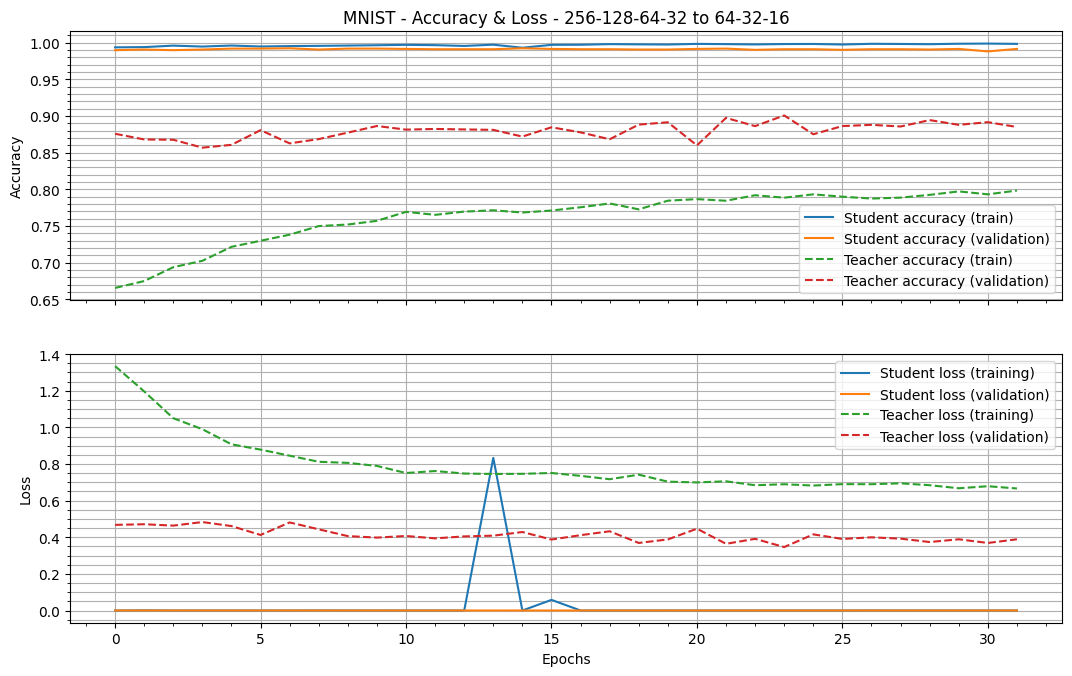 MNIST - Accuracy & Loss - 256-128-64-32 to 64-32-16
1.00
0.95
0.90
0.85
0.80
0.75
0.70
0.65
Accuracy
Student accuracy (train)
Student accuracy (validation)
Teacher accuracy (train)
Teacher accuracy (validation)
1.4
1.2
1.0
0.8
0.6
0.4
0.2
0.0
Loss
Student loss (training)
Student loss (validation)
Teacher loss (training)
Teacher loss (validation)
0 5 10 15 20 25 30
Epochs